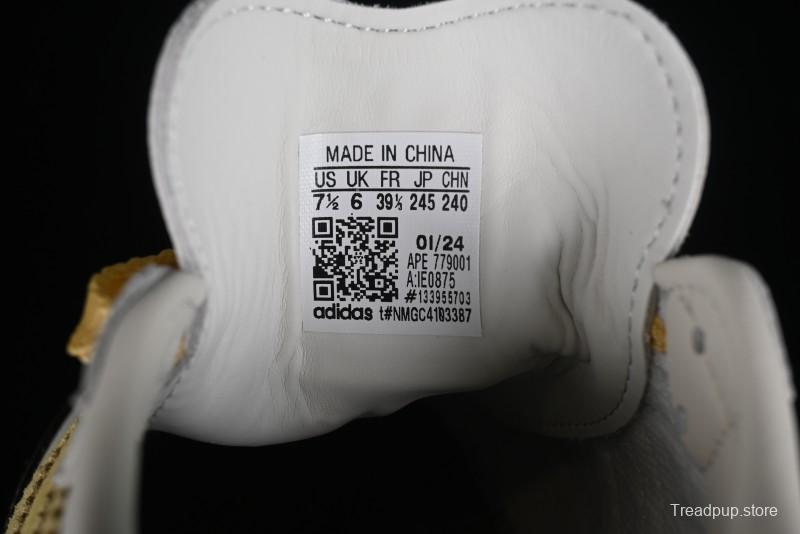 MADE IN CHINA
US UK FR JP CHN
7½ 6 39⅓ 245 240
01/24
APE 779001
A:IE0875
#133955703
adidas t#NMGC4103387
Treadpup.store